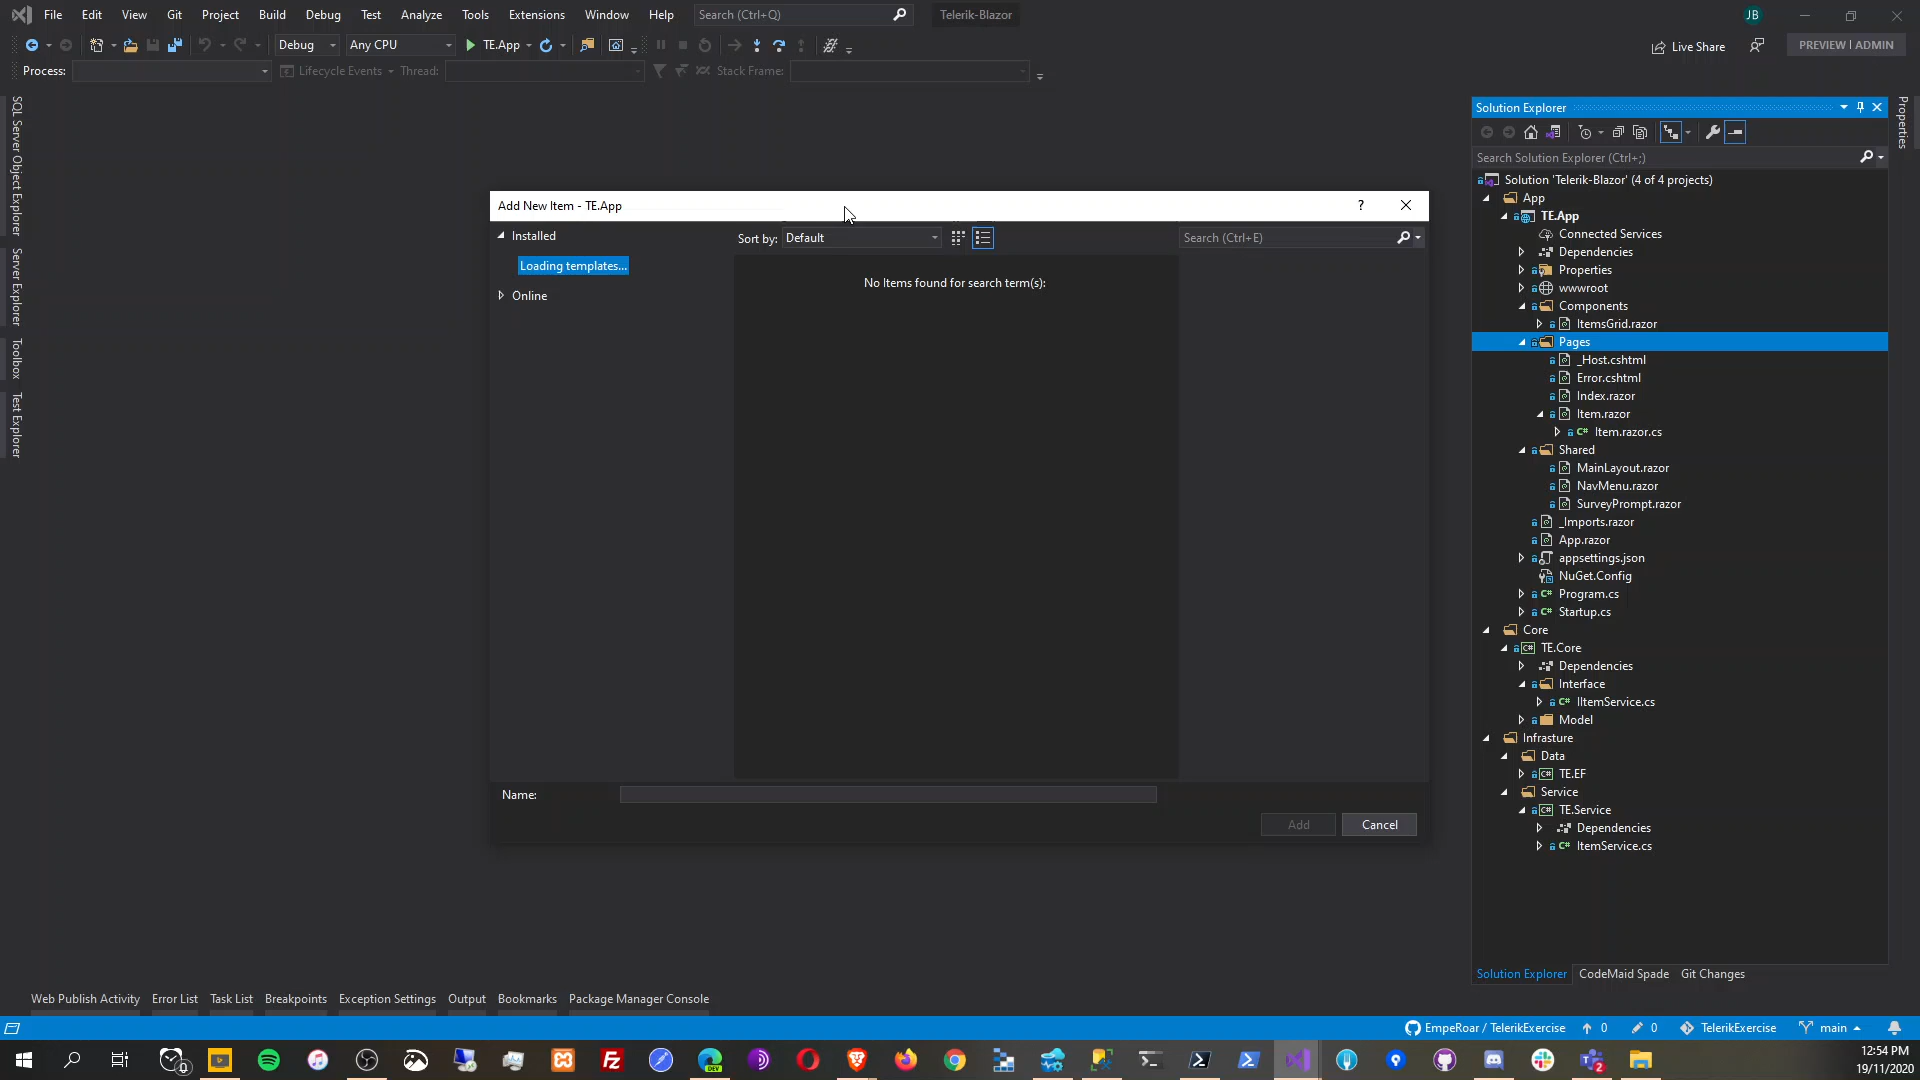 File Edit View Git Project Build Debug Test Analyze Tools Extensions Window Help Search (Ctrl+Q) Telerik-Blazor JB
Debug Any CPU TE.App Live Share PREVIEW | ADMIN
Process: Lifecycle Events Thread: Stack Frame:
SQL Server Object Explorer
Server Explorer
Toolbox
Test Explorer
Add New Item - TE.App ?
Installed
Loading templates...
Online
Sort by: Default
Search (Ctrl+E)
No Items found for search term(s):
Name:
Add Cancel
Solution Explorer
Search Solution Explorer (Ctrl+;)
Solution 'Telerik-Blazor' (4 of 4 projects)
App
TE.App
Connected Services
Dependencies
Properties
wwwroot
Components
ItemsGrid.razor
Pages
_Host.cshtml
Error.cshtml
Index.razor
Item.razor
C# Item.razor.cs
Shared
MainLayout.razor
NavMenu.razor
SurveyPrompt.razor
_Imports.razor
App.razor
appsettings.json
NuGet.Config
C# Program.cs
C# Startup.cs
Core
C# TE.Core
Dependencies
Interface
C# IItemService.cs
Model
Infrasture
Data
C# TE.EF
Service
C# TE.Service
Dependencies
C# ItemService.cs
Solution Explorer CodeMaid Spade Git Changes
Properties
Web Publish Activity Error List Task List Breakpoints Exception Settings Output Bookmarks Package Manager Console
EmpeRoar / TelerikExercise 0 0 TelerikExercise main
DEV
2
12:54 PM
19/11/2020